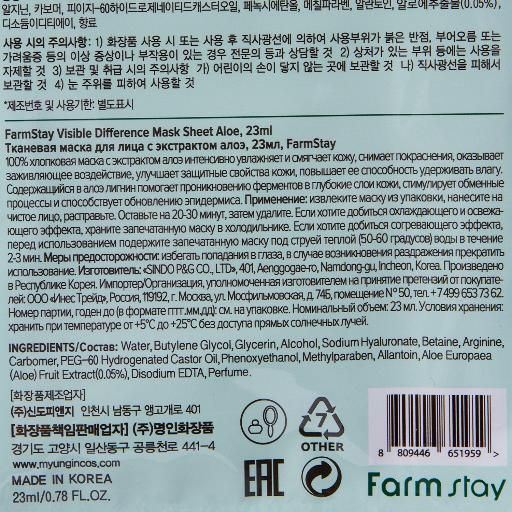 알지닌, 카보머, 피이지-60하이드로제네이티드캐스터오일, 페녹시에탄올, 메칠파라벤, 알란토인, 알로에추출물(0.05%),
디소듐이디티에이, 향료
사용 시의 주의사항: 1) 화장품 사용 시 또는 사용 후 직사광선에 의하여 사용부위가 붉은 반점, 부어오름 또는
가려움증 등의 이상 증상이나 부작용이 있는 경우 전문의 등과 상담할 것 2) 상처가 있는 부위 등에는 사용을
자제할 것 3) 보관 및 취급 시의 주의사항 가) 어린이의 손이 닿지 않는 곳에 보관할 것 나) 직사광선을 피해서
보관할 것 4) 눈 주위를 피하여 사용할 것
*제조번호 및 사용기한: 별도표시
FarmStay Visible Difference Mask Sheet Aloe, 23ml
Тканевая маска для лица с экстрактом алоэ, 23мл, FarmStay
100% хлопковая маска с экстрактом алоэ интенсивно увлажняет и смягчает кожу, снимает покраснения, оказывает
заживляющее воздействие, улучшает защитные свойства кожи, повышает ее способность удерживать влагу.
Содержащийся в алоэ лигнин помогает проникновению ферментов в глубокие слои кожи, стимулирует обменные
процессы и способствует обновлению эпидермиса. Применение: извлеките маску из упаковки, нанесите на
чистое лицо, расправьте. Оставьте на 20-30 минут, затем удалите. Если хотите добиться охлаждающего и освежа-
ющего эффекта, храните запечатанную маску в холодильнике. Если хотите добиться согревающего эффекта,
перед использованием подержите запечатанную маску под струей теплой (50-60 градусов) воды в течение
2-3 мин. Меры предосторожности: избегать попадания в глаза, в случае возникновения раздражения прекратить
использование. Изготовитель: «SINDO P&G CO., LTD», 401, Aenggogae-ro, Namdong-gu, Incheon, Korea. Произведено
в Республике Корея. Импортер/Организация, уполномоченная изготовителем на принятие претензий от покупате-
лей: ООО «Инес Трейд», Россия, 119192, г. Москва, ул. Мосфильмовская, д. 74Б, помещение № 50, тел. +7 499 653 73 62.
Номер партии, годен до (в формате гггг.мм.дд): см. на упаковке. Номинальный объем: 23 мл. Условия хранения:
хранить при температуре от +5°С до +25°С без доступа прямых солнечных лучей.
INGREDIENTS/Состав: Water, Butylene Glycol, Glycerin, Alcohol, Sodium Hyaluronate, Betaine, Arginine,
Carbomer, PEG-60 Hydrogenated Castor Oil, Phenoxyethanol, Methylparaben, Allantoin, Aloe Europaea
(Aloe) Fruit Extract(0.05%), Disodium EDTA, Perfume.
[화장품제조업자]
(주)신도피앤지 인천시 남동구 앵고개로 401
[화장품책임판매업자] (주)명인화장품
경기도 고양시 일산동구 공릉천로 441-4
www.myungincos.com
MADE IN KOREA
23ml/0.78 FL.OZ.
7
OTHER
EAC
8 809446 651959 >
Farm stay